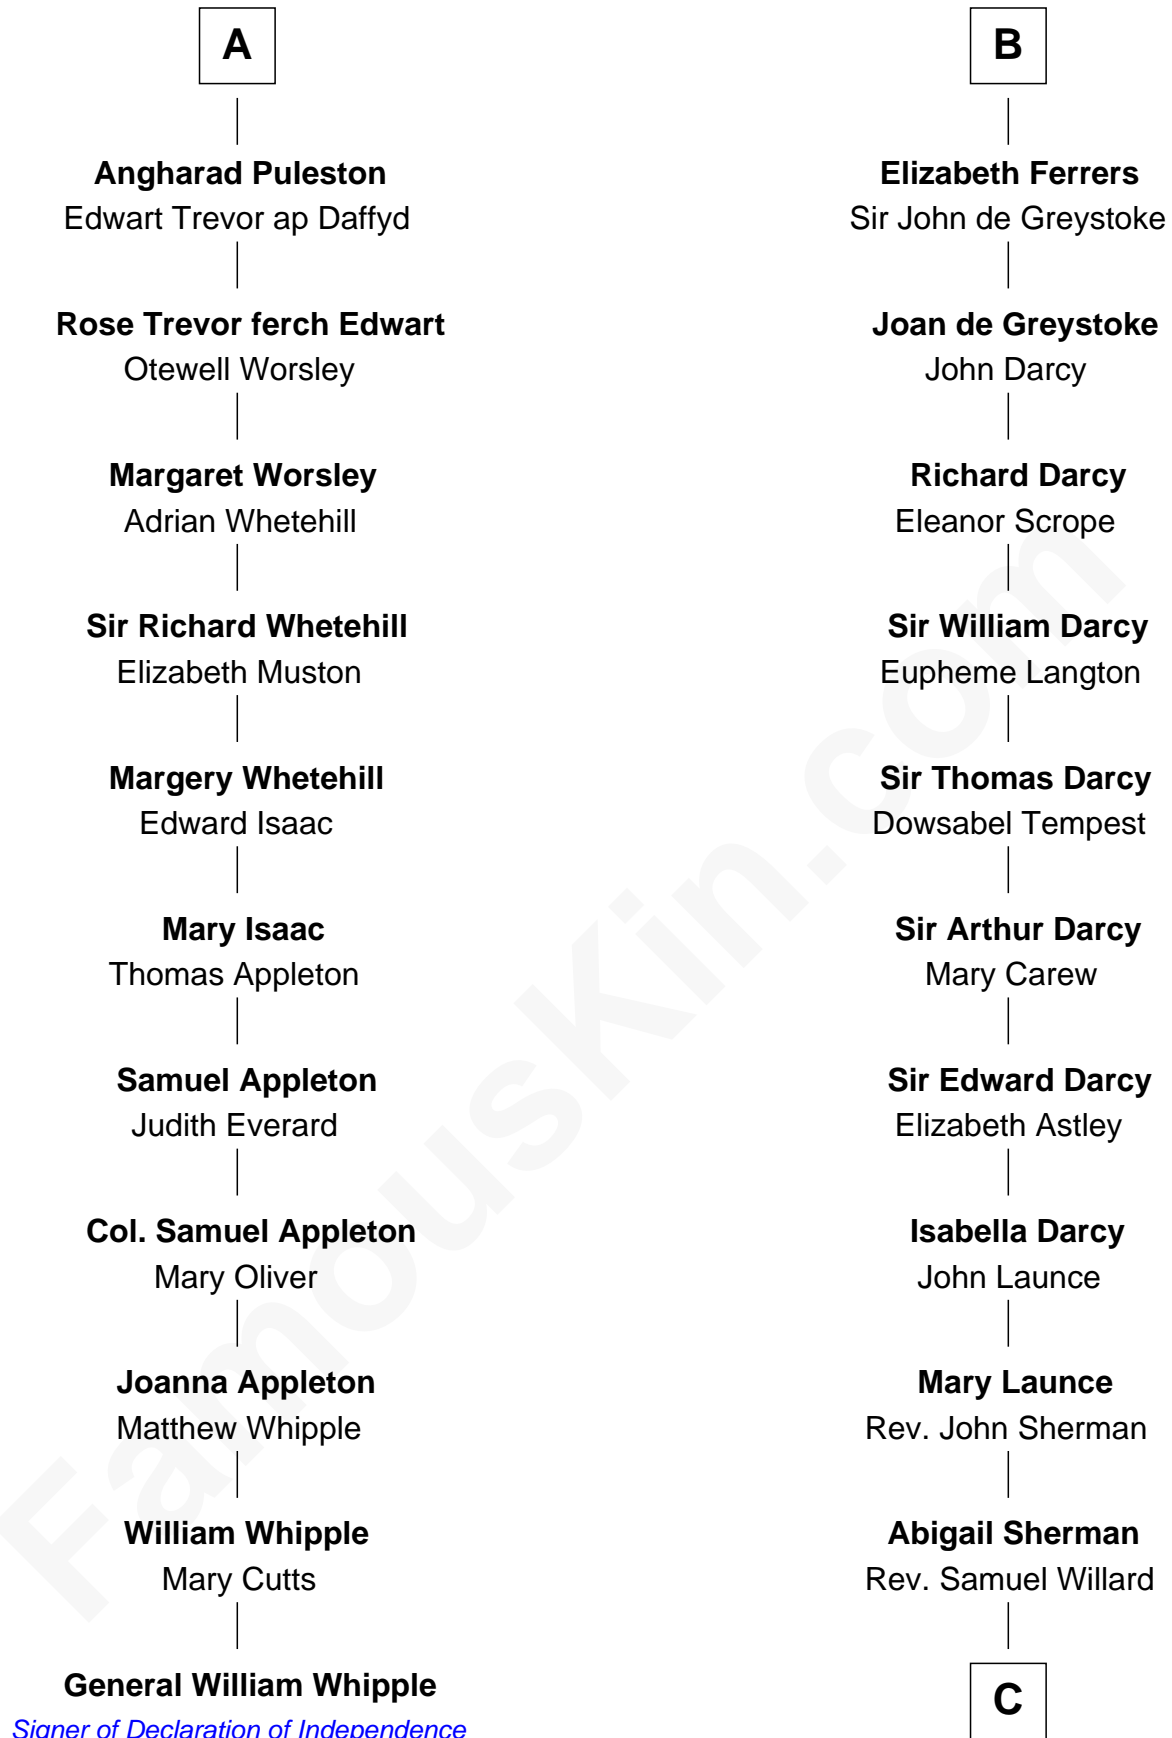 A
Angharad Puleston
Edwart Trevor ap Daffyd
Rose Trevor ferch Edwart
Otewell Worsley
Margaret Worsley
Adrian Whetehill
Sir Richard Whetehill
Elizabeth Muston
Margery Whetehill
Edward Isaac
Mary Isaac
Thomas Appleton
Samuel Appleton
Judith Everard
Col. Samuel Appleton
Mary Oliver
Joanna Appleton
Matthew Whipple
William Whipple
Mary Cutts
General William Whipple
Signer of Declaration of Independence
B
Elizabeth Ferrers
Sir John de Greystoke
Joan de Greystoke
John Darcy
Richard Darcy
Eleanor Scrope
Sir William Darcy
Eupheme Langton
Sir Thomas Darcy
Dowsabel Tempest
Sir Arthur Darcy
Mary Carew
Sir Edward Darcy
Elizabeth Astley
Isabella Darcy
John Launce
Mary Launce
Rev. John Sherman
Abigail Sherman
Rev. Samuel Willard
C
FamousKin.com